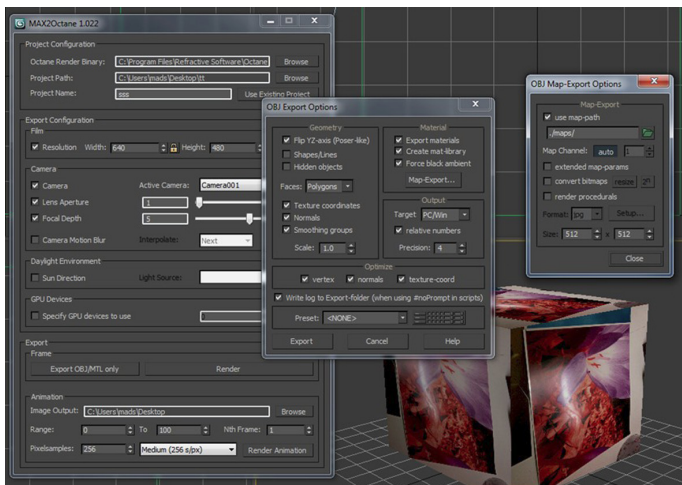 MAX2Octane 1.022
Project Configuration
Octane Render Binary: C:\Program Files\Refractive Software\Octane Browse
Project Path: C:\Users\mads\Desktop\tt Browse
Project Name: sss Use Existing Project
Export Configuration
Film
Resolution Width: 640 Height: 480
Camera
Camera Active Camera: Camera001
Lens Aperture 1
Focal Depth 5
Camera Motion Blur Interpolate: Next
Daylight Environment
Sun Direction Light Source:
GPU Devices
Specify GPU devices to use
Export
Frame
Export OBJ/MTL only Render
Animation
Image Output: C:\Users\mads\Desktop Browse
Range: 0 To 100 Nth Frame: 1
Pixelsamples: 256 Medium (256 s/px) Render Animation
OBJ Export Options
X
Geometry
Flip YZ-axis (Poser-like)
Shapes/Lines
Hidden objects
Faces: Polygons
Texture coordinates
Normals
Smoothing groups
Scale: 1.0
Material
Export materials
Create mat-library
Force black ambient
Map-Export...
Output
Target PC/Win
relative numbers
Precision: 4
Optimize
vertex normals texture-coord
Write log to Export-folder (when using #noPrompt in scripts)
Preset: <NONE>
Export Cancel Help
OBJ Map-Export Options
X
Map-Export
use map-path
./maps/
Map Channel: auto 1
extended map-params
convert bitmaps resize 2^n
render procedurals
Format: jpg Setup...
Size: 512 x 512
Close